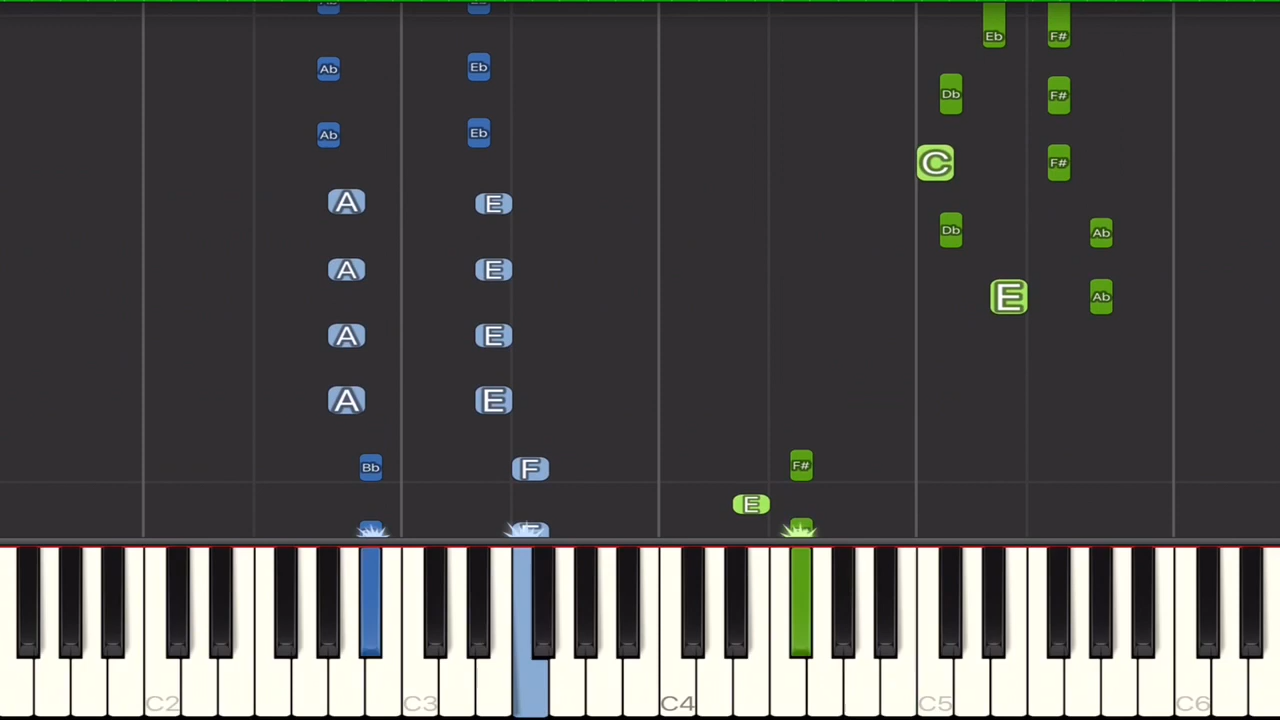 Eb F#
Ab Eb
Db F#
Ab Eb
C F#
A E
Db Ab
A E
E Ab
A E
A E
Bb F F#
E
C2 C3 C4 C5 C6